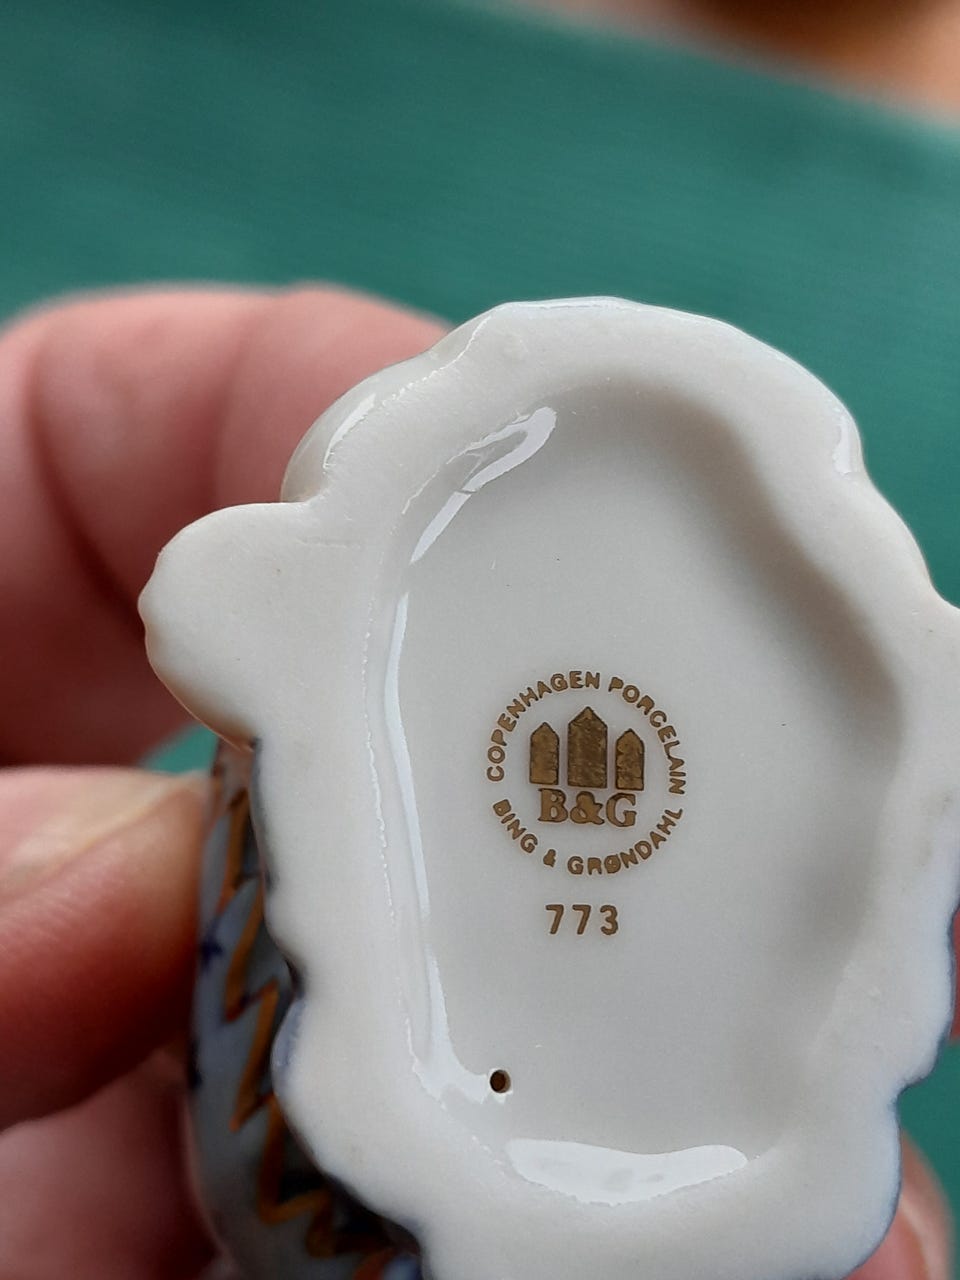 COPENHAGEN PORCELAIN
B&G
BING & GRØNDAHL
773